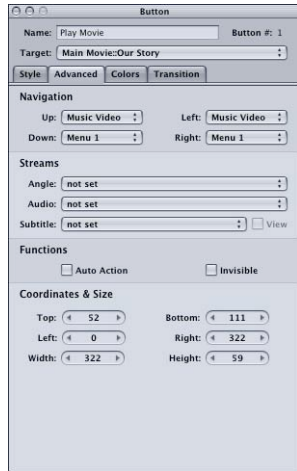 Button
Name: Play Movie Button #: 1
Target: Main Movie::Our Story
Style Advanced Colors Transition
Navigation
Up: Music Video Left: Music Video
Down: Menu 1 Right: Menu 1
Streams
Angle: not set
Audio: not set
Subtitle: not set View
Functions
Auto Action Invisible
Coordinates & Size
Top: 52 Bottom: 111
Left: 0 Right: 322
Width: 322 Height: 59